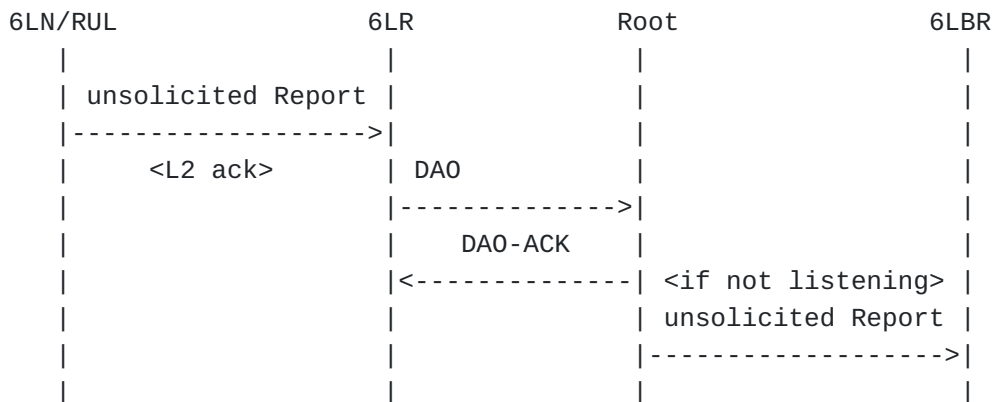 6LN/RUL 6LR Root 6LBR
unsolicited Report
<L2 ack> DAO
DAO-ACK
<if not listening>
unsolicited Report